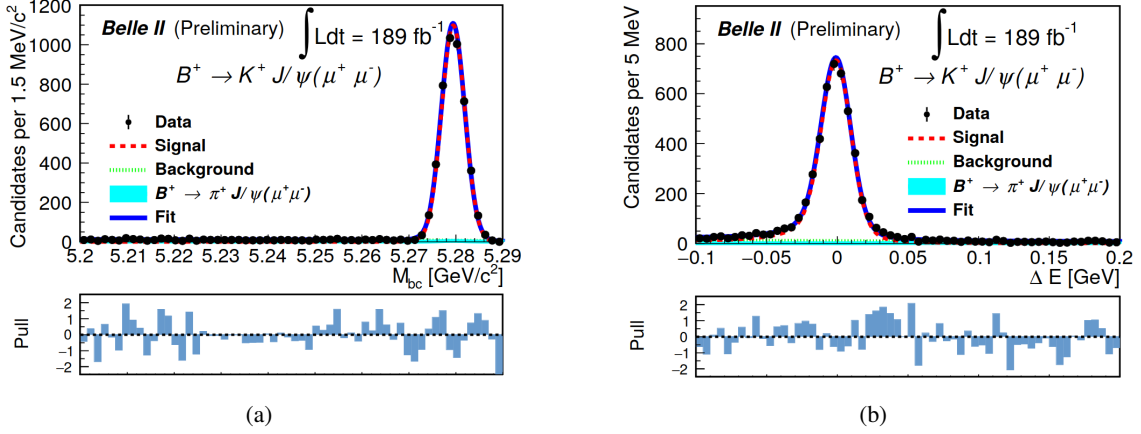 Belle II (Preliminary) ∫Ldt = 189 fb⁻¹
B⁺ → K⁺ J/ψ(μ⁺ μ⁻)
Data
Signal
Background
B⁺ → π⁺ J/ψ(μ⁺μ⁻)
Fit
Candidates per 1.5 MeV/c²
1200
1000
800
600
400
200
0
5.2 5.21 5.22 5.23 5.24 5.25 5.26 5.27 5.28 5.29
M_bc [GeV/c²]
Pull
2
1
0
−1
−2
(a)
Belle II (Preliminary) ∫Ldt = 189 fb⁻¹
B⁺ → K⁺ J/ψ(μ⁺ μ⁻)
Data
Signal
Background
B⁺ → π⁺ J/ψ(μ⁺μ⁻)
Fit
Candidates per 5 MeV
800
600
400
200
0
−0.1 −0.05 0 0.05 0.1 0.15 0.2
Δ E [GeV]
Pull
2
1
0
−1
−2
(b)